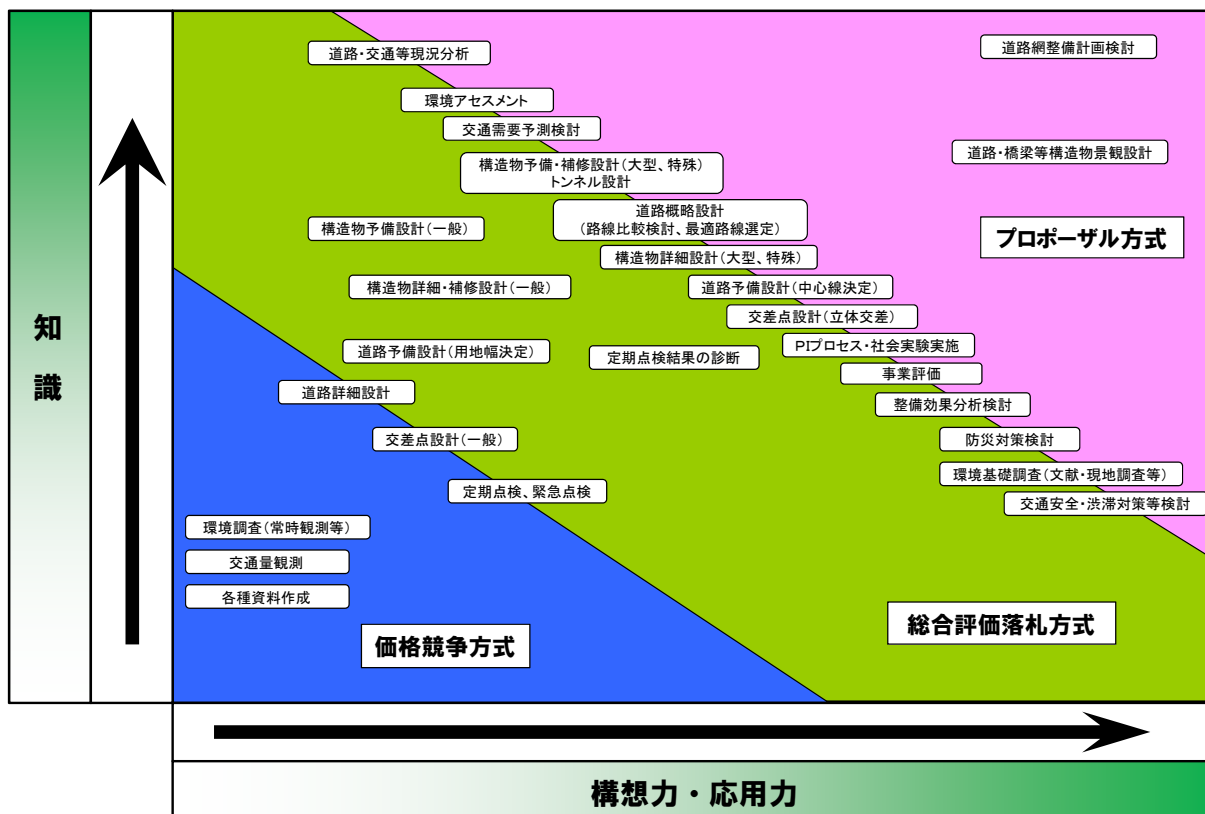 道路・交通等現況分析
道路網整備計画検討
環境アセスメント
交通需要予測検討
道路・橋梁等構造物景観設計
構造物予備・補修設計(大型、特殊)
トンネル設計
道路概略設計
(路線比較検討、最適路線選定)
構造物予備設計(一般)
プロポーザル方式
構造物詳細設計(大型、特殊)
構造物詳細・補修設計(一般)
道路予備設計(中心線決定)
交差点設計(立体交差)
知識
道路予備設計(用地幅決定)
定期点検結果の診断
PIプロセス・社会実験実施
事業評価
道路詳細設計
整備効果分析検討
交差点設計(一般)
防災対策検討
環境基礎調査(文献・現地調査等)
定期点検、緊急点検
交通安全・渋滞対策等検討
環境調査(常時観測等)
交通量観測
各種資料作成
総合評価落札方式
価格競争方式
構想力・応用力